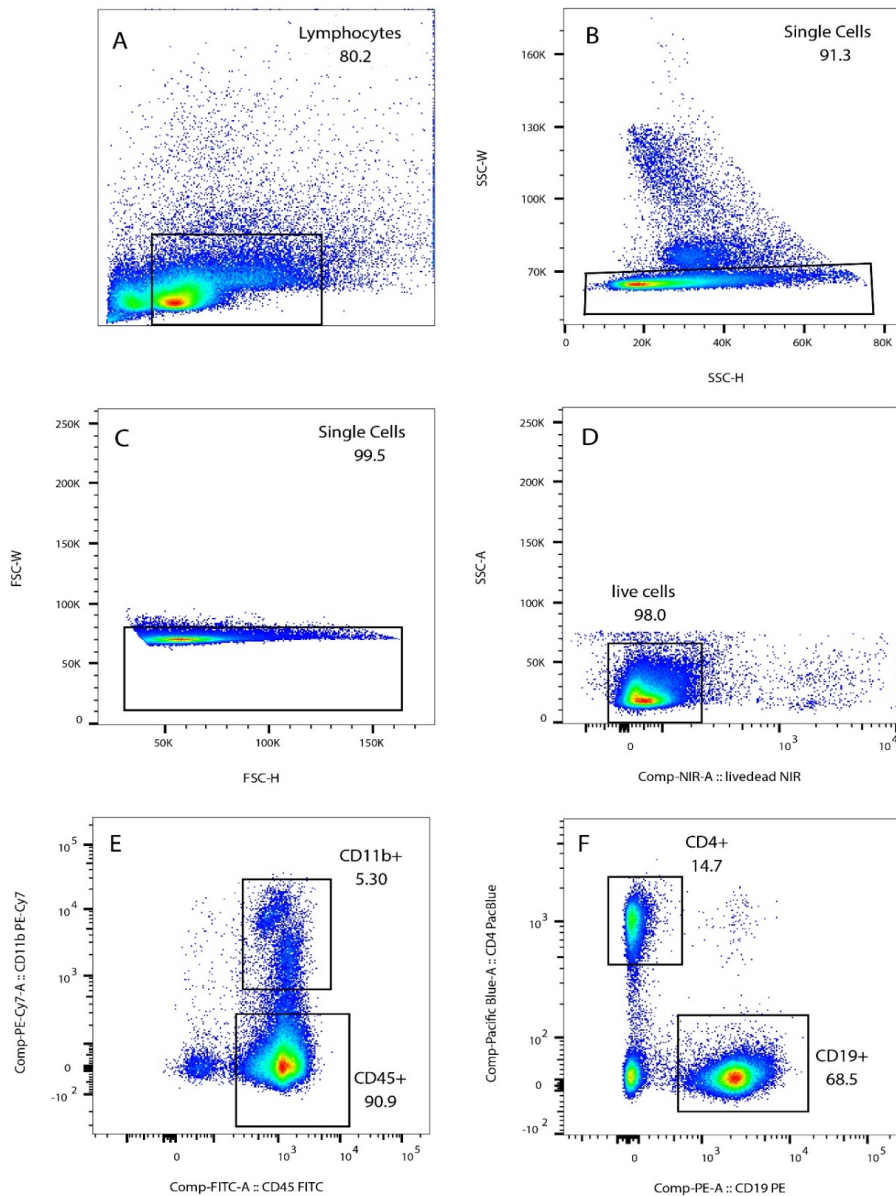 A
Lymphocytes
80.2
B
Single Cells
91.3
SSC-W
160K
130K
100K
70K
0 20K 40K 60K 80K
SSC-H
C
Single Cells
99.5
FSC-W
250K
200K
150K
100K
50K
0
50K 100K 150K
FSC-H
D
live cells
98.0
SSC-A
250K
200K
150K
100K
50K
0
0 10³ 10⁴
Comp-NIR-A :: livedead NIR
E
CD11b+
5.30
CD45+
90.9
Comp-PE-Cy7-A :: CD11b PE-Cy7
10⁵
10⁴
10³
0
-10²
0 10³ 10⁴ 10⁵
Comp-FITC-A :: CD45 FITC
F
CD4+
14.7
CD19+
68.5
Comp-Pacific Blue-A :: CD4 PacBlue
10³
10²
0
-10²
0 10³ 10⁴ 10⁵
Comp-PE-A :: CD19 PE